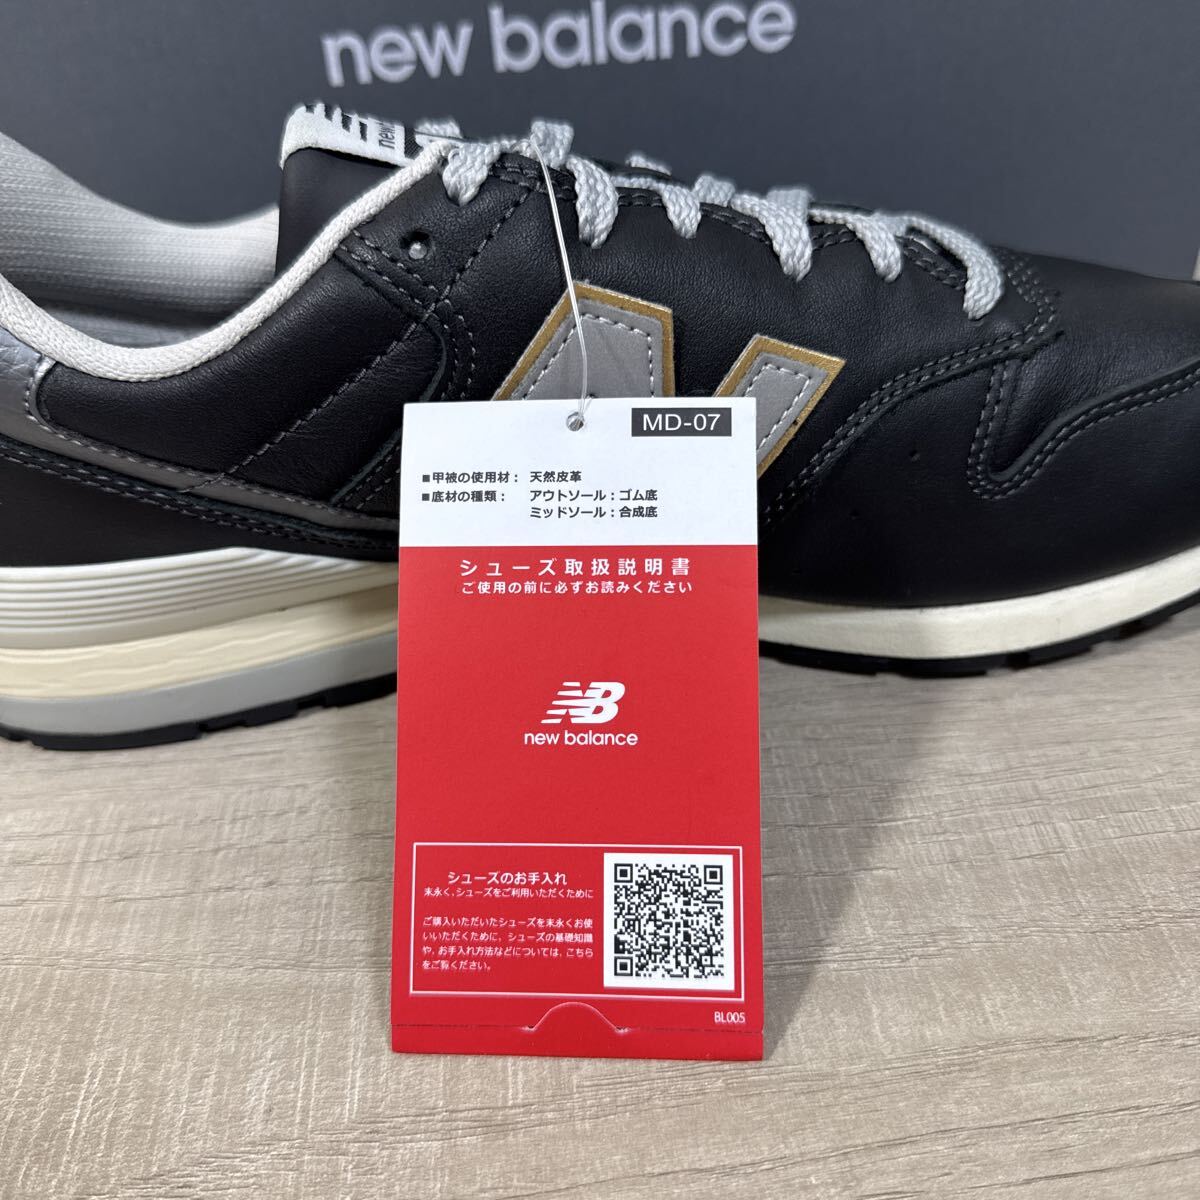 new balance
MD-07
■甲被の使用材： 天然皮革
■底材の種類： アウトソール：ゴム底
ミッドソール：合成底
シューズ取扱説明書
ご使用の前に必ずお読みください
NB
new balance
シューズのお手入れ
末永く、シューズをご利用いただくために
ご購入いただいたシューズを末永くお使
いいただくために、シューズの基礎知識
や、お手入れ方法などについては、こちら
をご覧ください。
BL005